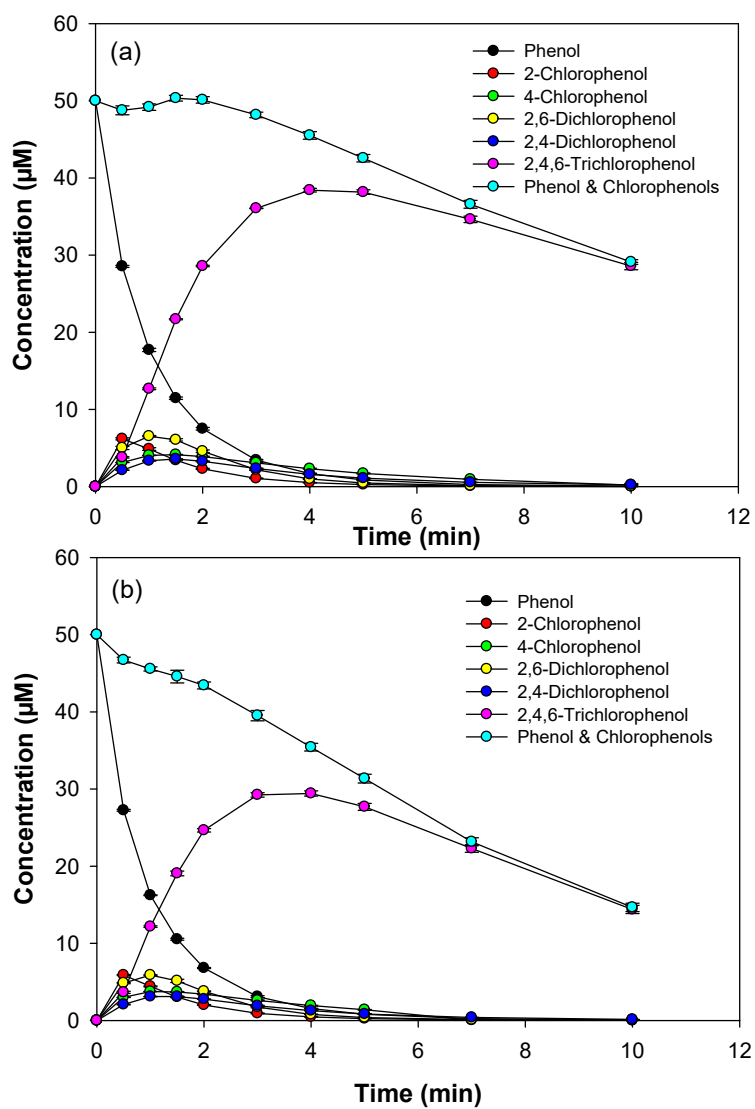 60
(a)
Phenol
2-Chlorophenol
4-Chlorophenol
2,6-Dichlorophenol
2,4-Dichlorophenol
2,4,6-Trichlorophenol
Phenol & Chlorophenols
50
40
30
20
10
0
Concentration (µM)
0 2 4 6 8 10 12
Time (min)
60
(b)
Phenol
2-Chlorophenol
4-Chlorophenol
2,6-Dichlorophenol
2,4-Dichlorophenol
2,4,6-Trichlorophenol
Phenol & Chlorophenols
50
40
30
20
10
0
Concentration (µM)
0 2 4 6 8 10 12
Time (min)